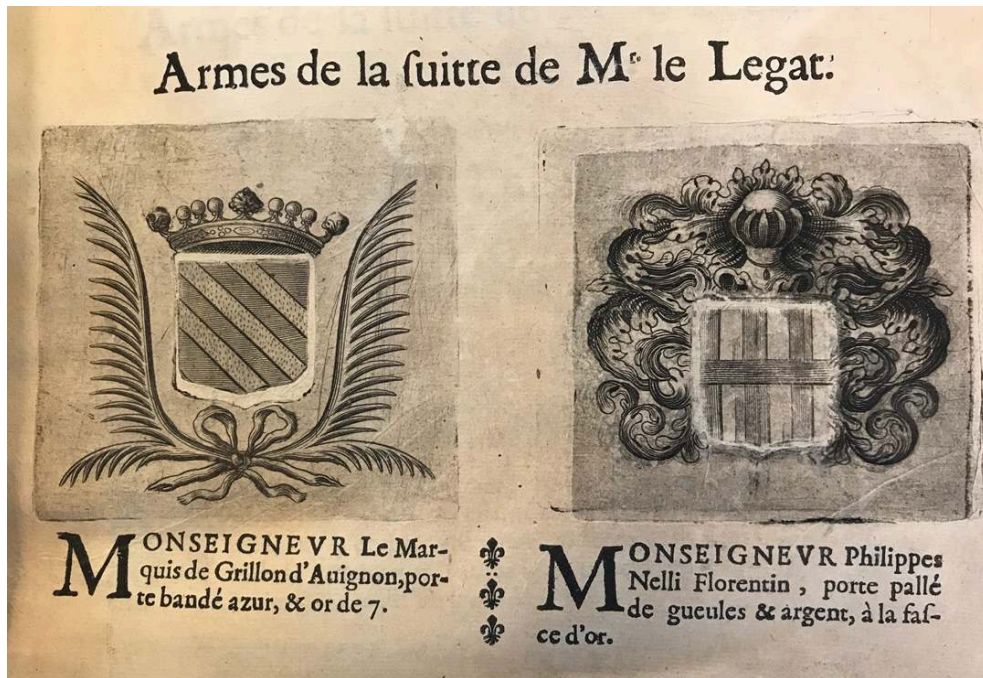 Armes de la ſuitte de Mr. le Legat.
MONSEIGNEVR Le Mar-
quis de Grillon d'Auignon, por-
te bandé azur, & or de 7.
MONSEIGNEVR Philippes
Nelli Florentin, porte pallé
de gueules & argent, à la faſ-
ce d'or.